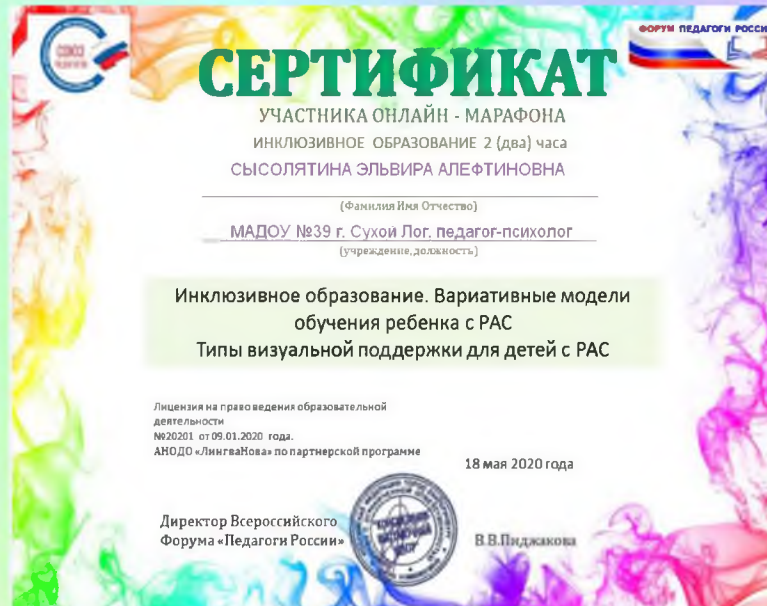 СОЮЗ
ФОРУМ ПЕДАГОГИ РОССИИ
СЕРТИФИКАТ
УЧАСТНИКА ОНЛАЙН - МАРАФОНА
ИНКЛЮЗИВНОЕ ОБРАЗОВАНИЕ 2 (два) часа
СЫСОЛЯТИНА ЭЛЬВИРА АЛЕФТИНОВНА
(Фамилия Имя Отчество)
МАДОУ №39 г. Сухой Лог. педагог-психолог
(учреждение,должность)
Инклюзивное образование. Вариативные модели
обучения ребенка с РАС
Типы визуальной поддержки для детей с РАС
Лицензия на право ведения образовательной
деятельности
№20201 от 09.01.2020 года.
АНОДО «ЛингваНова» по партнерской программе
18 мая 2020 года
Директор Всероссийского
Форума «Педагоги России»
В.В.Пиджакова